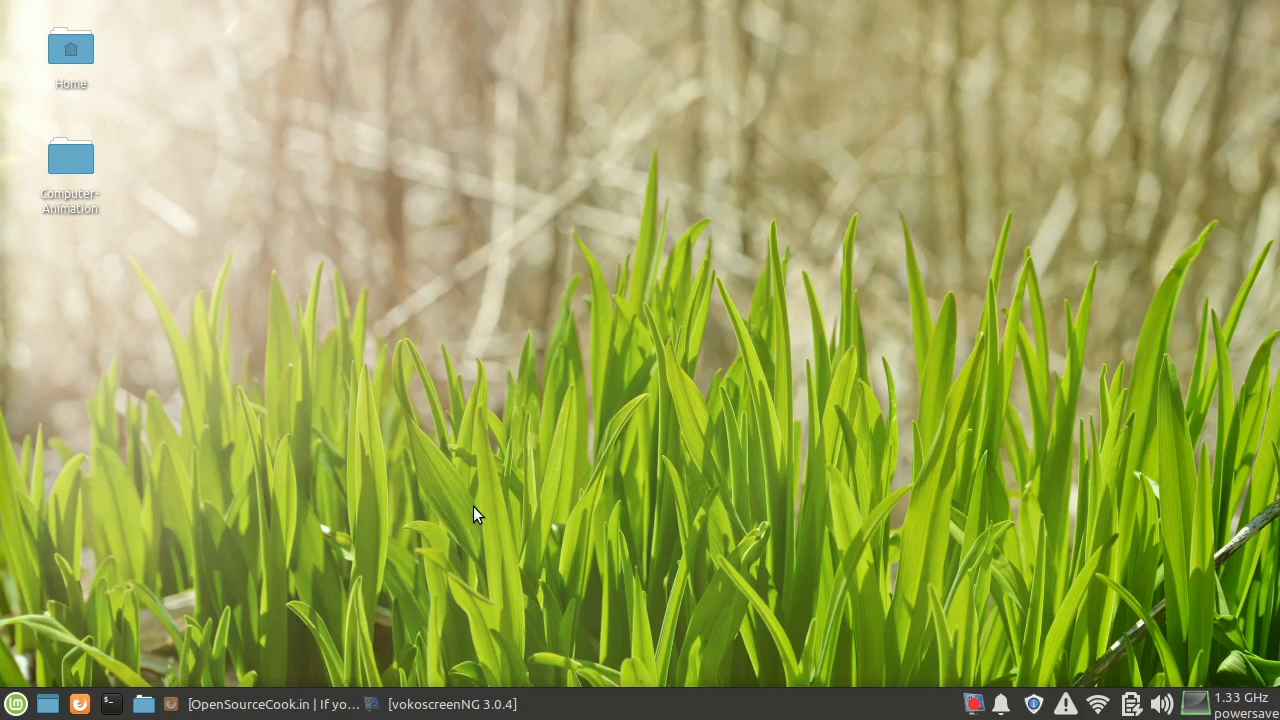 Home
Computer-
Animation
[OpenSourceCook.in | If yo...
[vokoscreenNG 3.0.4]
1.33 GHz
powersave